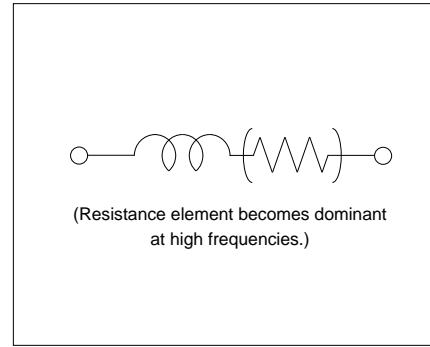 (Resistance element becomes dominant
at high frequencies.)